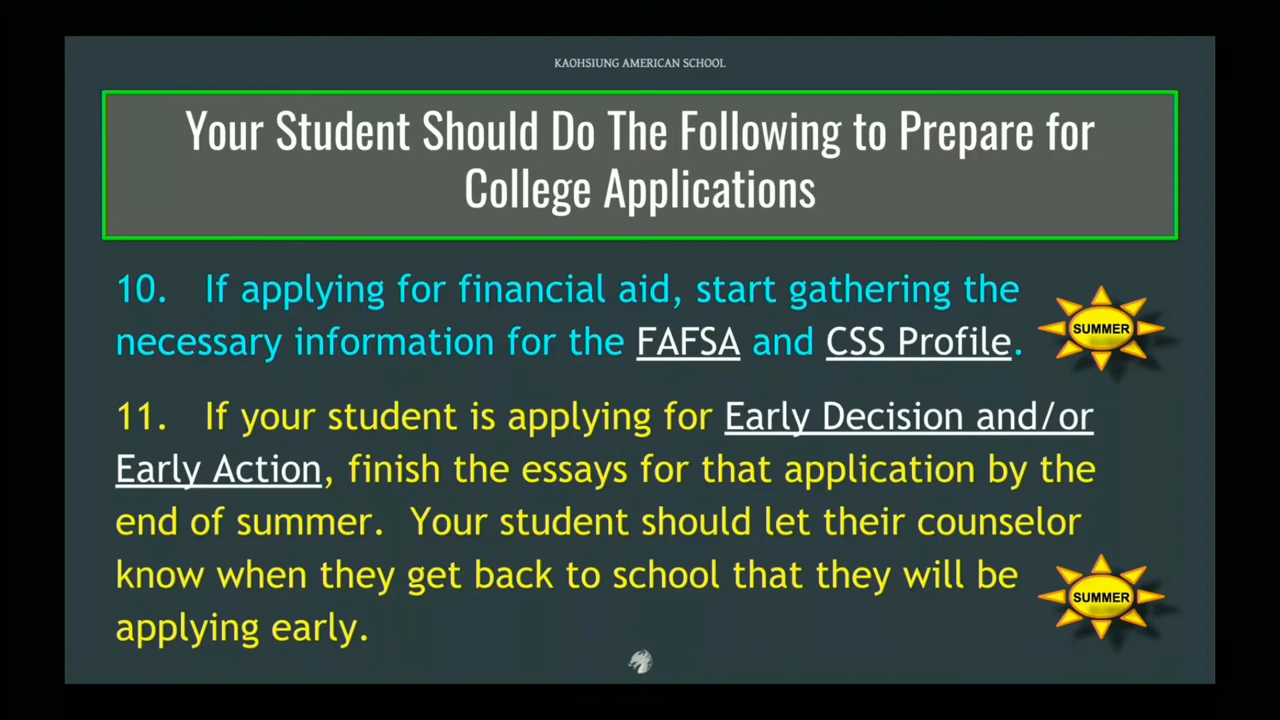 KAOHSIUNG AMERICAN SCHOOL
Your Student Should Do The Following to Prepare for
College Applications
10. If applying for financial aid, start gathering the
necessary information for the FAFSA and CSS Profile.
SUMMER
11. If your student is applying for Early Decision and/or
Early Action, finish the essays for that application by the
end of summer. Your student should let their counselor
know when they get back to school that they will be
applying early.
SUMMER